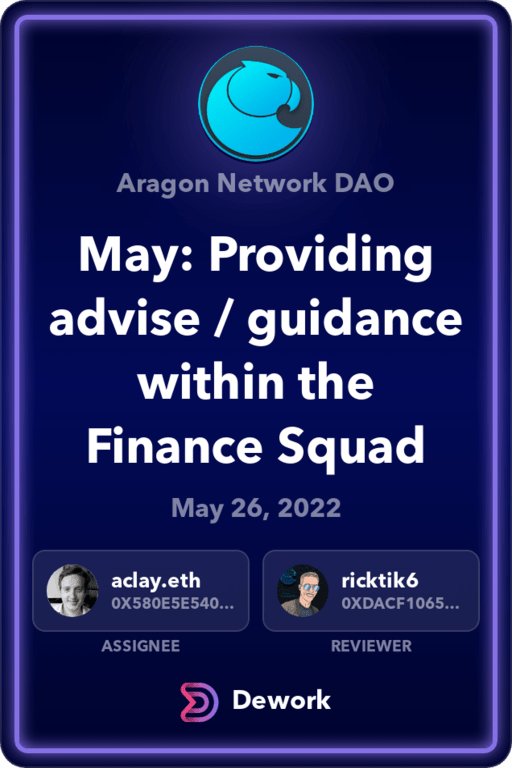 Aragon Network DAO
May: Providing
advise / guidance
within the
Finance Squad
May 26, 2022
aclay.eth
0X580E5E540...
ricktik6
0XDACF1065...
ASSIGNEE
REVIEWER
Dework